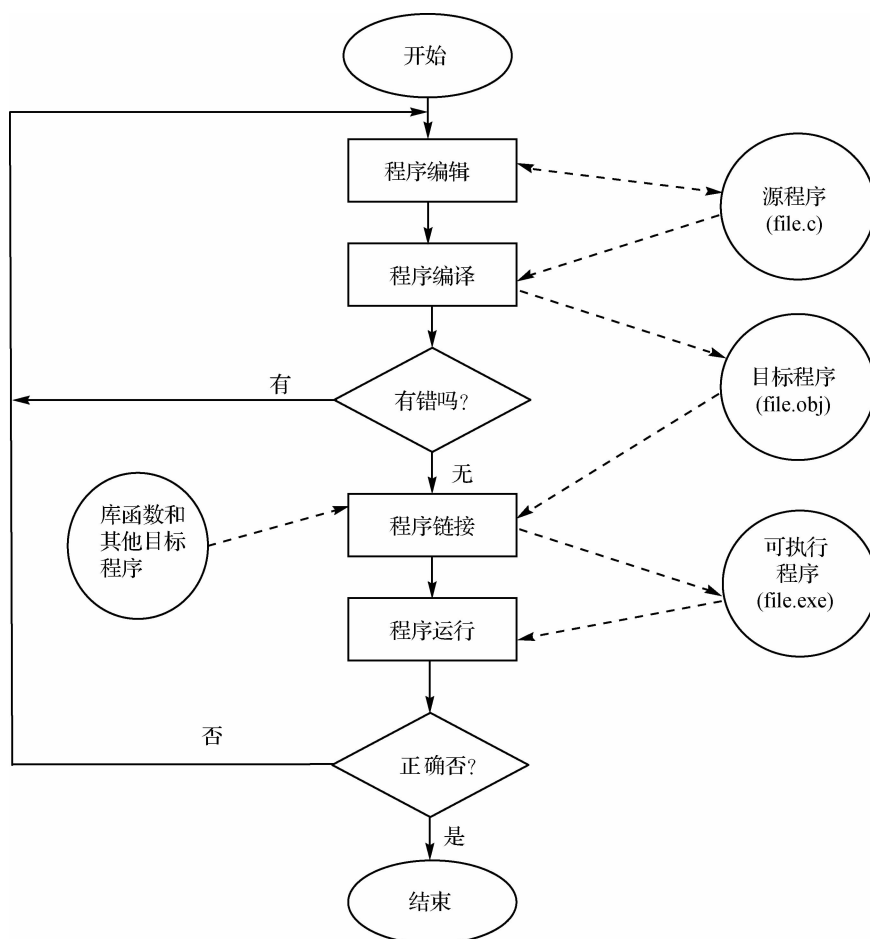 开始
程序编辑
源程序
(file.c)
程序编译
有
有错吗?
目标程序
(file.obj)
无
库函数和
其他目标
程序
程序链接
可执行
程序
(file.exe)
程序运行
否
正确否?
是
结束